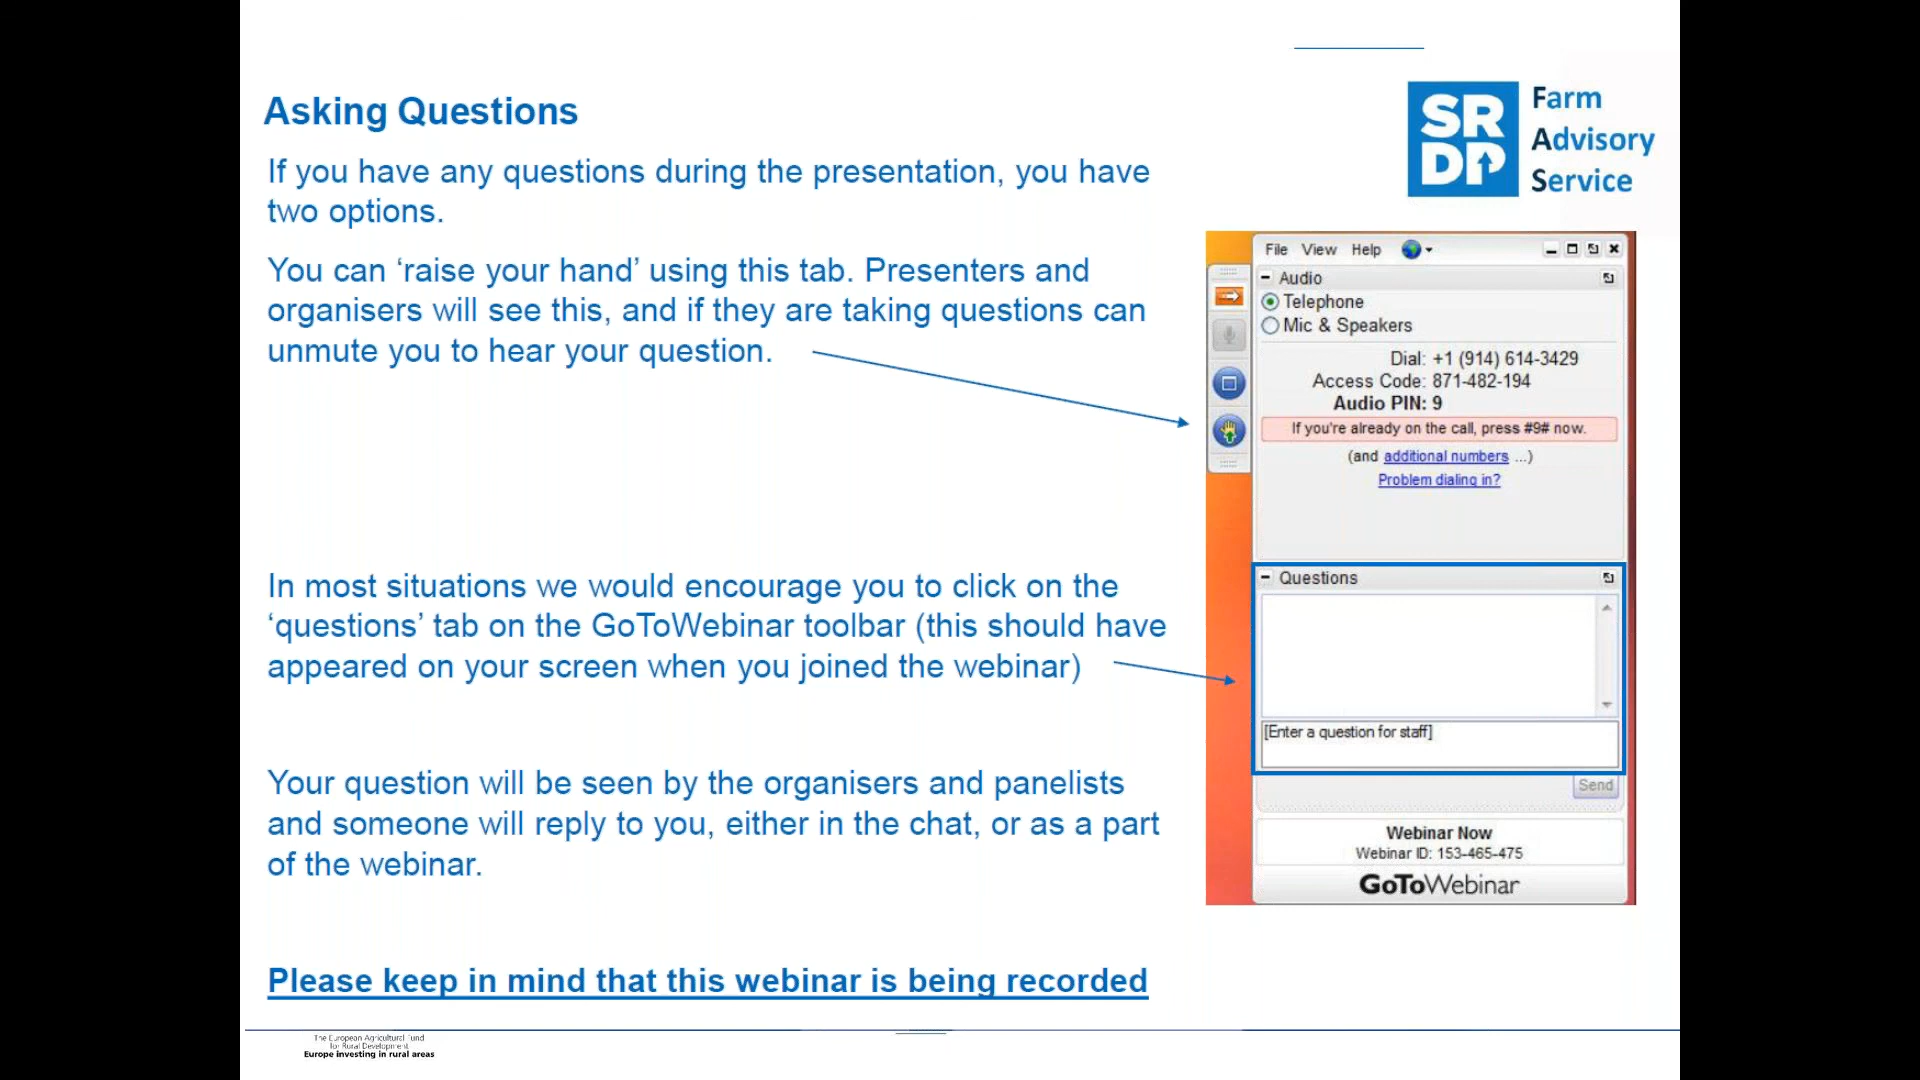 Asking Questions
If you have any questions during the presentation, you have
two options.
You can ‘raise your hand’ using this tab. Presenters and
organisers will see this, and if they are taking questions can
unmute you to hear your question.
In most situations we would encourage you to click on the
‘questions’ tab on the GoToWebinar toolbar (this should have
appeared on your screen when you joined the webinar)
Your question will be seen by the organisers and panelists
and someone will reply to you, either in the chat, or as a part
of the webinar.
Please keep in mind that this webinar is being recorded
SR
DP
Farm
Advisory
Service
File View Help
Audio
Telephone
Mic & Speakers
Dial: +1 (914) 614-3429
Access Code: 871-482-194
Audio PIN: 9
If you're already on the call, press #9# now.
(and additional numbers ...)
Problem dialing in?
Questions
[Enter a question for staff]
Send
Webinar Now
Webinar ID: 153-465-475
GoToWebinar
The European Agricultural Fund
for Rural Development
Europe investing in rural areas